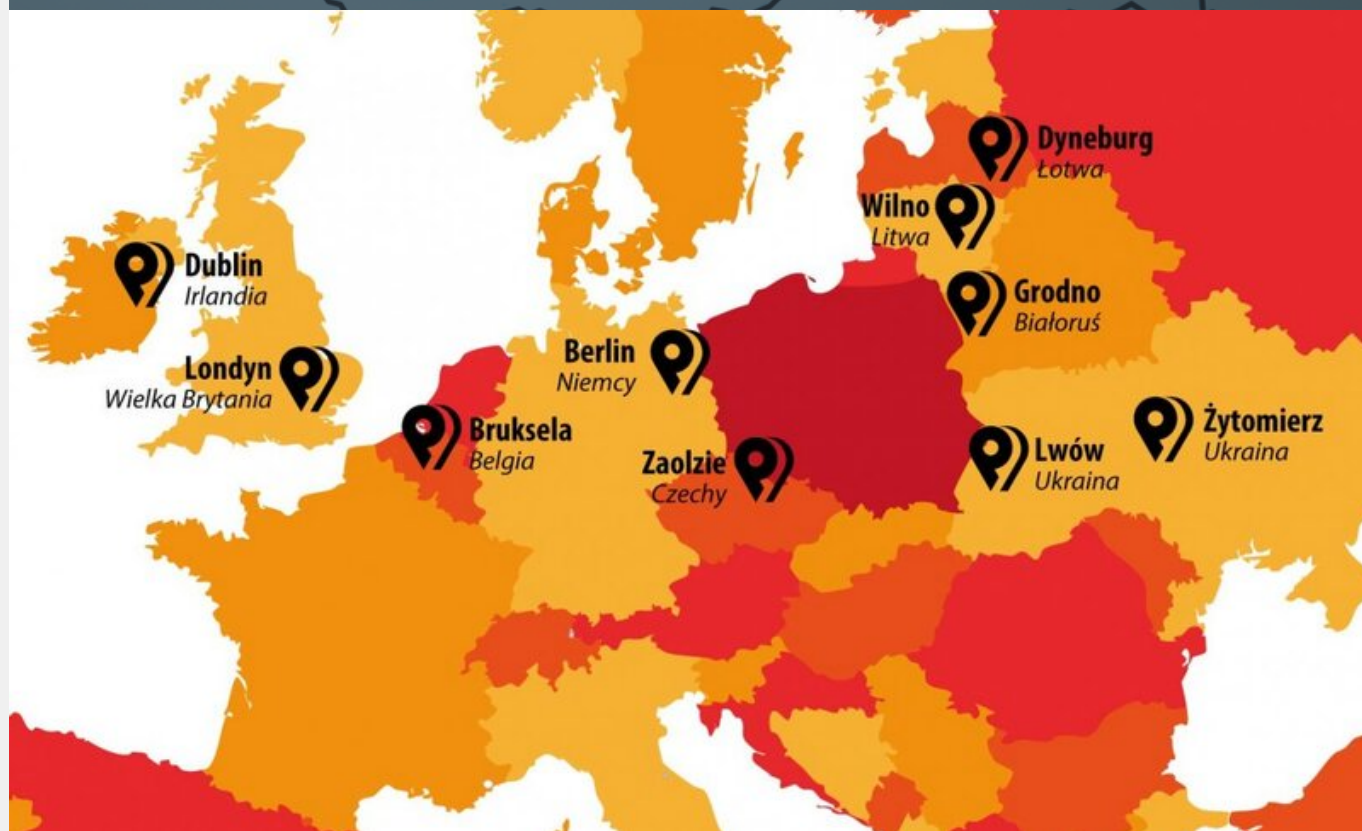 Dyneburg
Łotwa
Wilno
Litwa
Dublin
Irlandia
Grodno
Białoruś
Berlin
Niemcy
Londyn
Wielka Brytania
Bruksela
Belgia
Żytomierz
Ukraina
Zaolzie
Czechy
Lwów
Ukraina